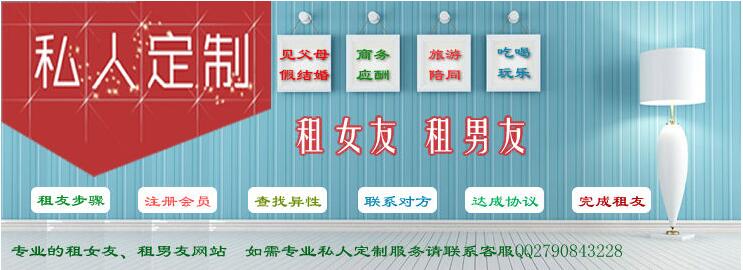 私人定制
见父母
假结婚
商务
应酬
旅游
陪同
吃喝
玩乐
租女友 租男友
租友步骤
注册会员
查找异性
联系对方
达成协议
完成租友
专业的租女友、租男友网站 如需专业私人定制服务请联系客服QQ2790843228